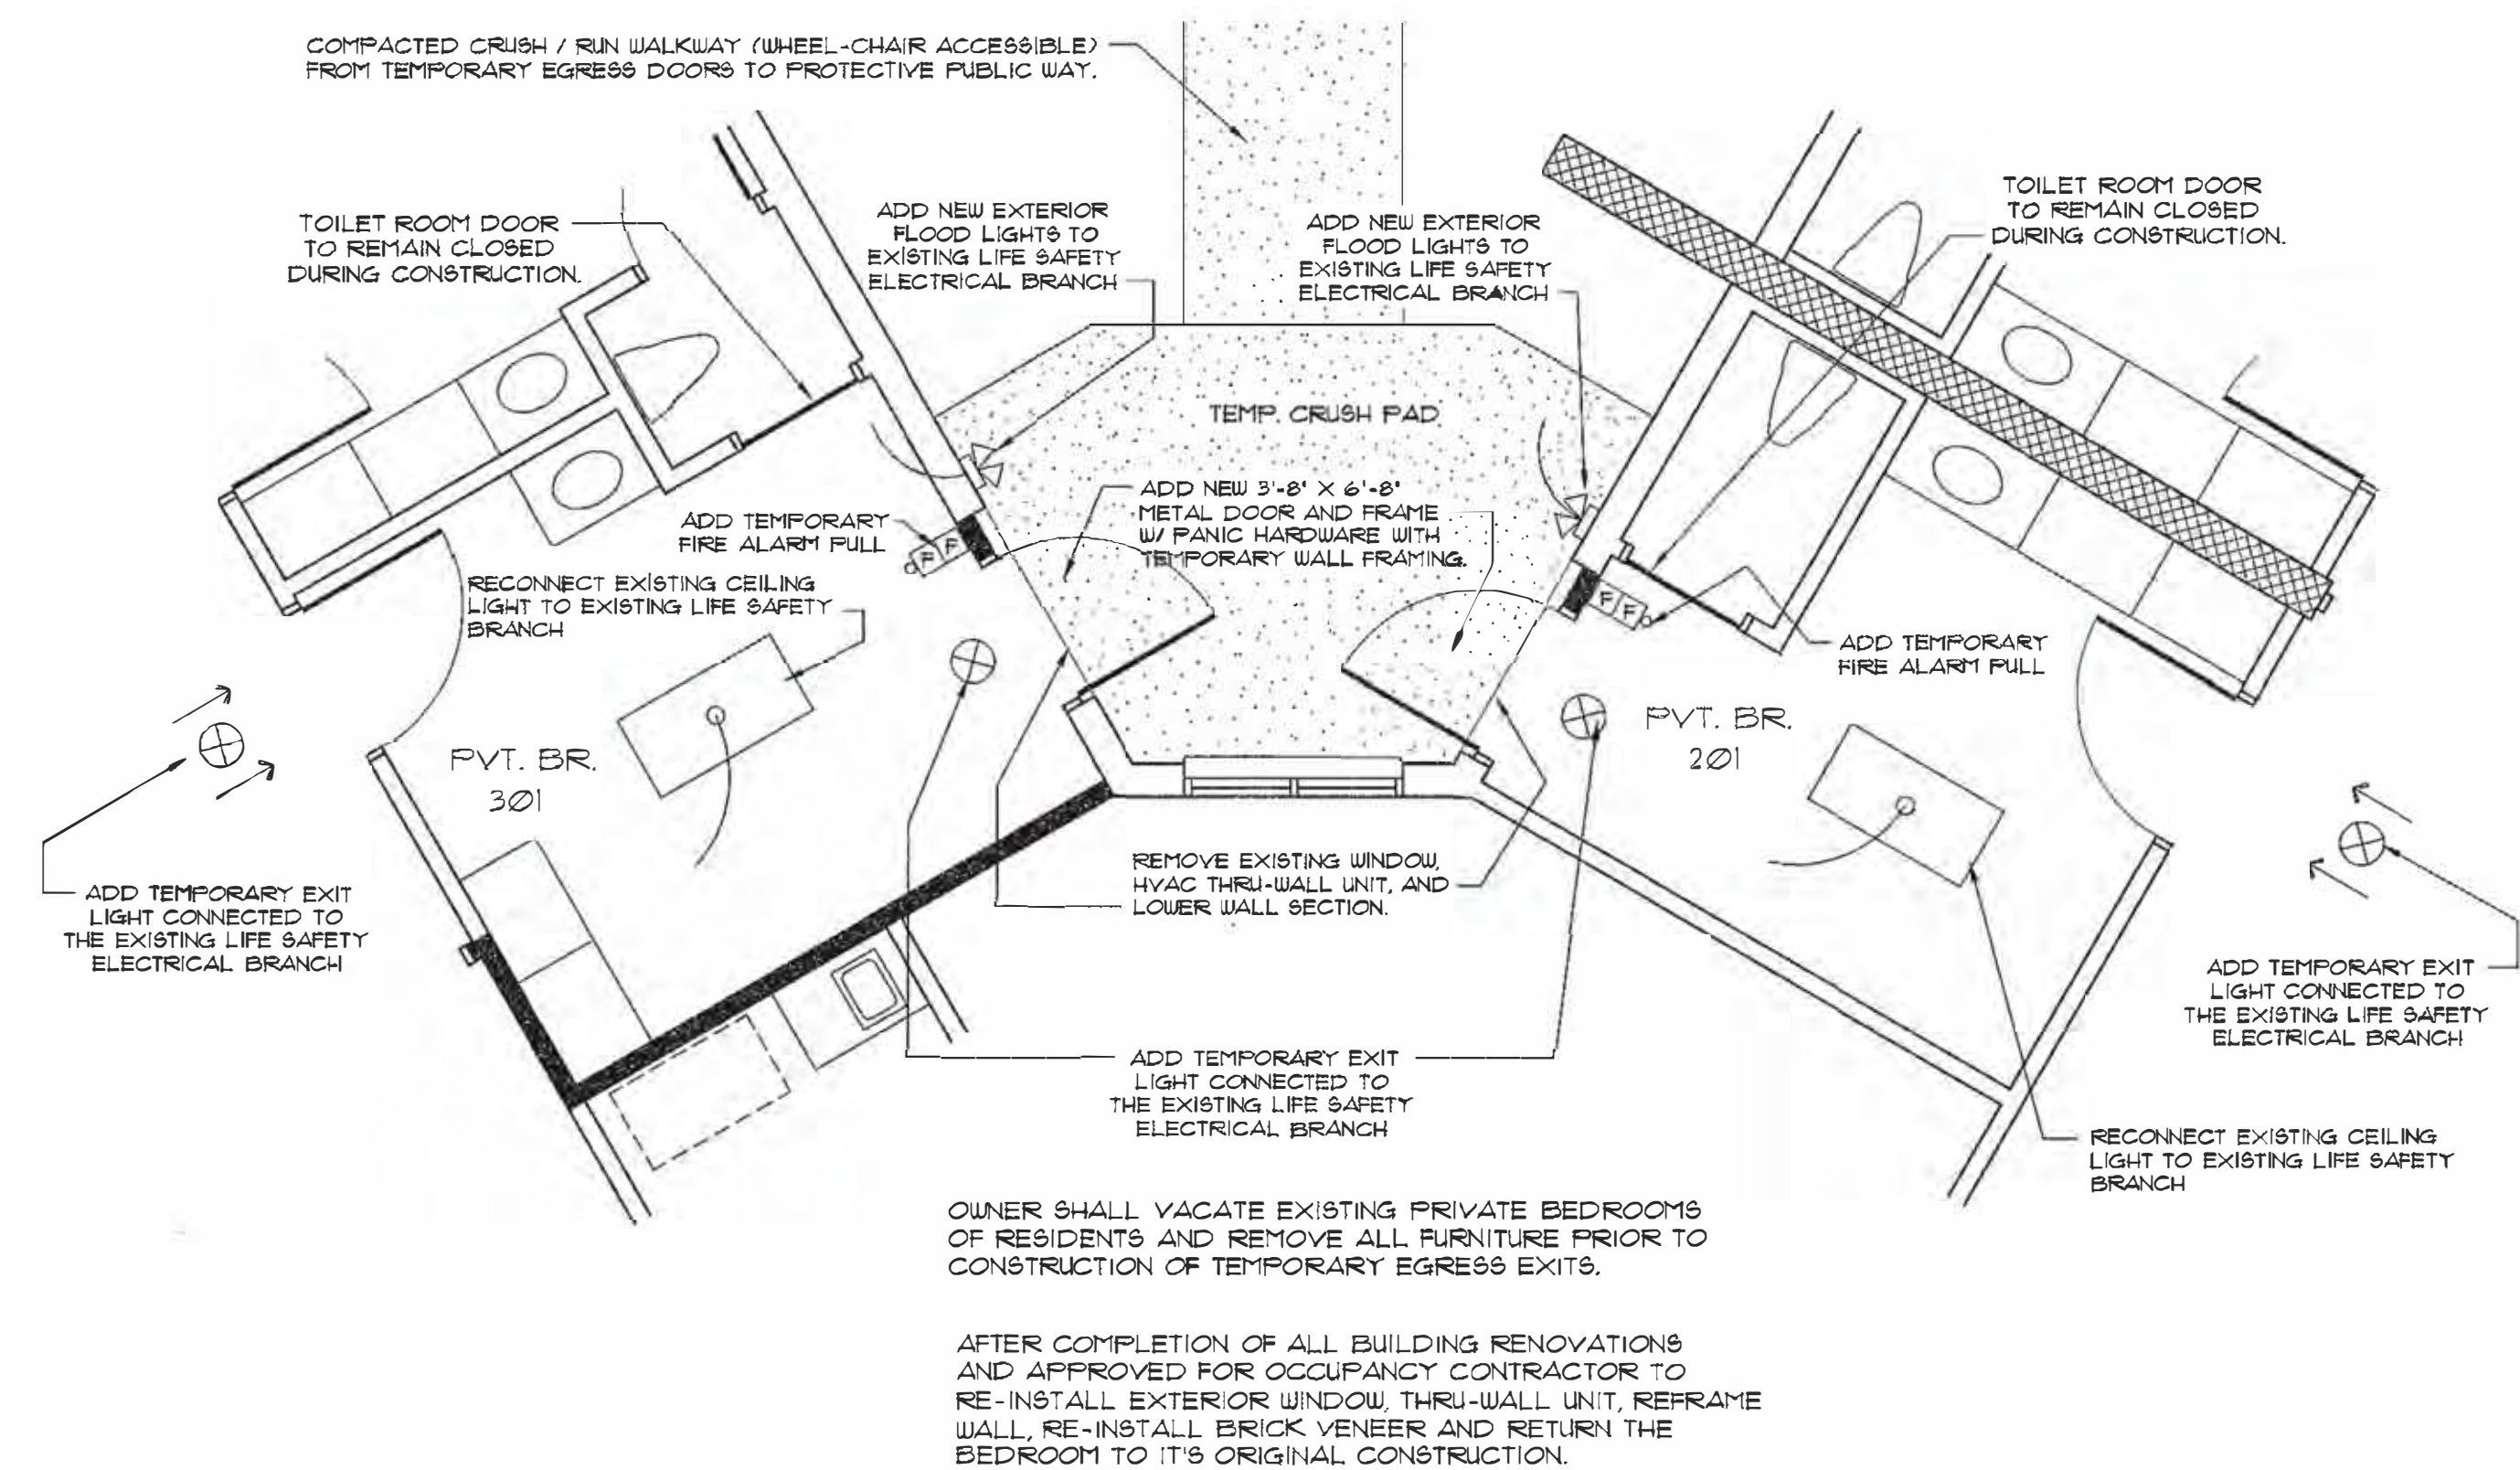 COMPACTED CRUSH / RUN WALKWAY (WHEEL-CHAIR ACCESSIBLE)
FROM TEMPORARY EGRESS DOORS TO PROTECTIVE PUBLIC WAY.
TOILET ROOM DOOR
TO REMAIN CLOSED
DURING CONSTRUCTION.
ADD NEW EXTERIOR
FLOOD LIGHTS TO
EXISTING LIFE SAFETY
ELECTRICAL BRANCH
ADD NEW EXTERIOR
FLOOD LIGHTS TO
EXISTING LIFE SAFETY
ELECTRICAL BRANCH
TOILET ROOM DOOR
TO REMAIN CLOSED
DURING CONSTRUCTION.
TEMP. CRUSH PAD
ADD NEW 3'-8" X 6'-8"
METAL DOOR AND FRAME
W/ PANIC HARDWARE WITH
TEMPORARY WALL FRAMING.
ADD TEMPORARY
FIRE ALARM PULL
F F
RECONNECT EXISTING CEILING
LIGHT TO EXISTING LIFE SAFETY
BRANCH
F F
ADD TEMPORARY
FIRE ALARM PULL
PVT. BR.
301
PVT. BR.
201
REMOVE EXISTING WINDOW,
HVAC THRU-WALL UNIT, AND
LOWER WALL SECTION.
ADD TEMPORARY EXIT
LIGHT CONNECTED TO
THE EXISTING LIFE SAFETY
ELECTRICAL BRANCH
ADD TEMPORARY EXIT
LIGHT CONNECTED TO
THE EXISTING LIFE SAFETY
ELECTRICAL BRANCH
ADD TEMPORARY EXIT
LIGHT CONNECTED TO
THE EXISTING LIFE SAFETY
ELECTRICAL BRANCH
RECONNECT EXISTING CEILING
LIGHT TO EXISTING LIFE SAFETY
BRANCH
OWNER SHALL VACATE EXISTING PRIVATE BEDROOMS
OF RESIDENTS AND REMOVE ALL FURNITURE PRIOR TO
CONSTRUCTION OF TEMPORARY EGRESS EXITS.
AFTER COMPLETION OF ALL BUILDING RENOVATIONS
AND APPROVED FOR OCCUPANCY CONTRACTOR TO
RE-INSTALL EXTERIOR WINDOW, THRU-WALL UNIT, REFRAME
WALL, RE-INSTALL BRICK VENEER AND RETURN THE
BEDROOM TO IT'S ORIGINAL CONSTRUCTION.